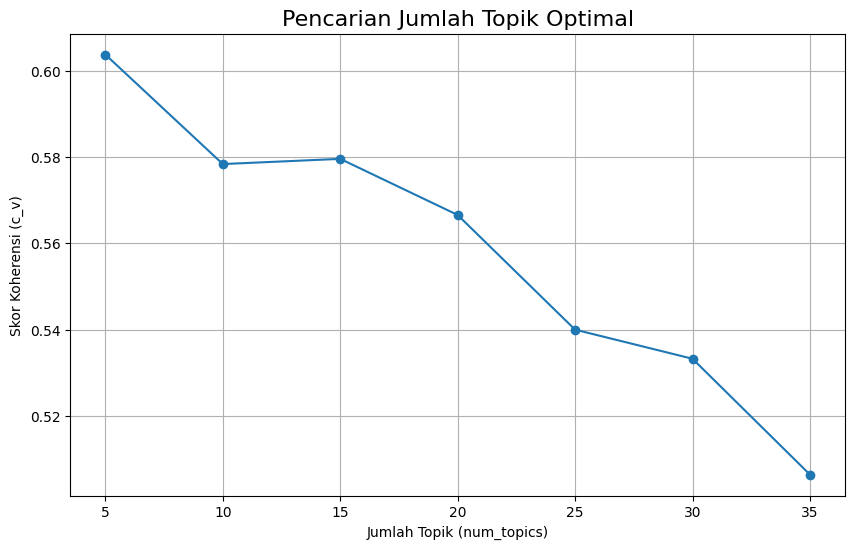 Pencarian Jumlah Topik Optimal
Skor Koherensi (c_v)
0.60
0.58
0.56
0.54
0.52
5 10 15 20 25 30 35
Jumlah Topik (num_topics)